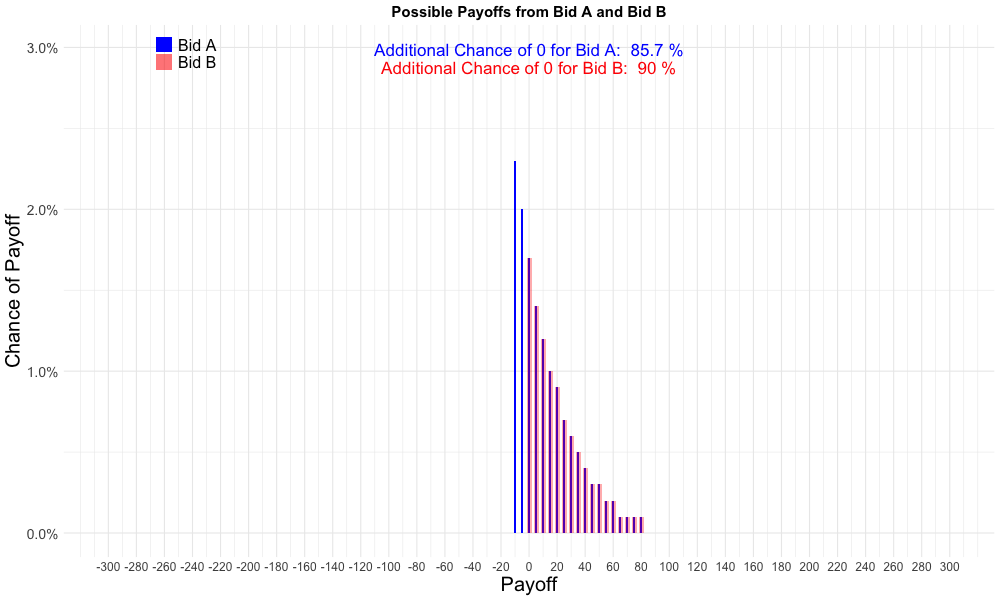 Possible Payoffs from Bid A and Bid B
Bid A
Bid B
Additional Chance of 0 for Bid A:  85.7 %
Additional Chance of 0 for Bid B:  90 %
Chance of Payoff
3.0%
2.0%
1.0%
0.0%
-300 -280 -260 -240 -220 -200 -180 -160 -140 -120 -100 -80 -60 -40 -20 0 20 40 60 80 100 120 140 160 180 200 220 240 260 280 300
Payoff